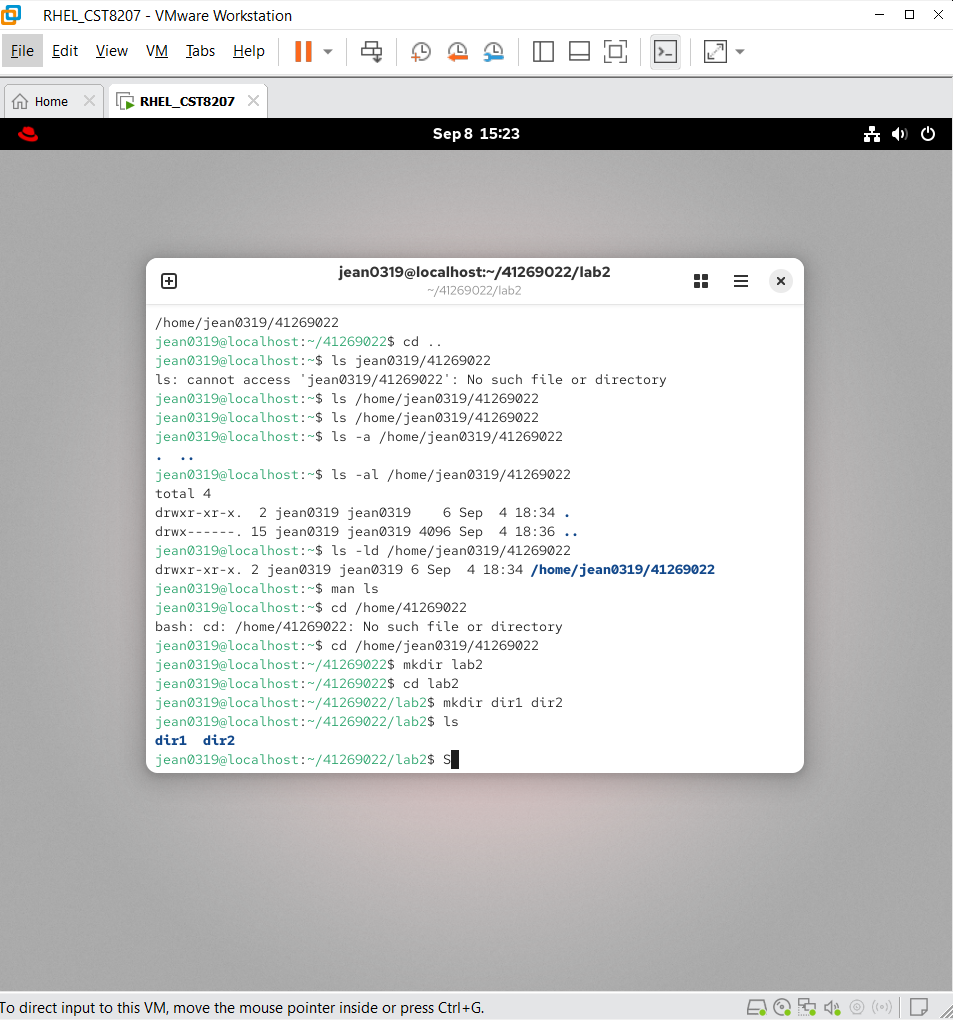 RHEL_CST8207 - VMware Workstation
File Edit View VM Tabs Help
Home RHEL_CST8207
Sep 8 15:23
jean0319@localhost:~/41269022/lab2
~/41269022/lab2
/home/jean0319/41269022
jean0319@localhost:~/41269022$ cd ..
jean0319@localhost:~$ ls jean0319/41269022
ls: cannot access 'jean0319/41269022': No such file or directory
jean0319@localhost:~$ ls /home/jean0319/41269022
jean0319@localhost:~$ ls /home/jean0319/41269022
jean0319@localhost:~$ ls -a /home/jean0319/41269022
.  ..
jean0319@localhost:~$ ls -al /home/jean0319/41269022
total 4
drwxr-xr-x.  2 jean0319 jean0319    6 Sep  4 18:34 .
drwx------. 15 jean0319 jean0319 4096 Sep  4 18:36 ..
jean0319@localhost:~$ ls -ld /home/jean0319/41269022
drwxr-xr-x. 2 jean0319 jean0319 6 Sep  4 18:34 /home/jean0319/41269022
jean0319@localhost:~$ man ls
jean0319@localhost:~$ cd /home/41269022
bash: cd: /home/41269022: No such file or directory
jean0319@localhost:~$ cd /home/jean0319/41269022
jean0319@localhost:~/41269022$ mkdir lab2
jean0319@localhost:~/41269022$ cd lab2
jean0319@localhost:~/41269022/lab2$ mkdir dir1 dir2
jean0319@localhost:~/41269022/lab2$ ls
dir1  dir2
jean0319@localhost:~/41269022/lab2$ S
To direct input to this VM, move the mouse pointer inside or press Ctrl+G.